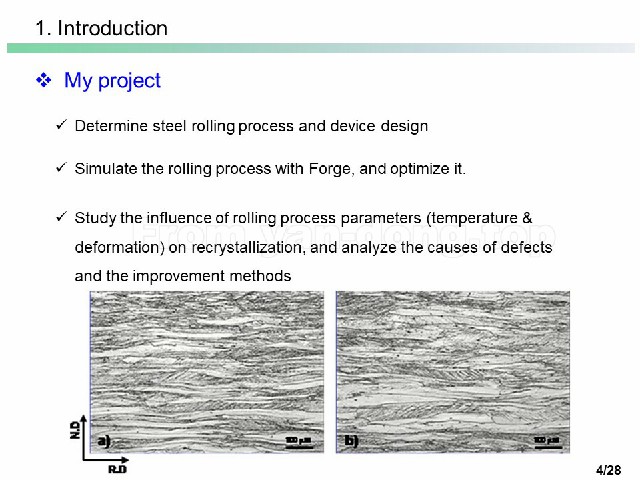 1. Introduction
My project
Determine steel rolling process and device design
Simulate the rolling process with Forge, and optimize it.
Study the influence of rolling process parameters (temperature &
From yan-dong.top
deformation) on recrystallization, and analyze the causes of defects
and the improvement methods
N.D
a)
100 μm
b)
100 μm
R.D
4/28